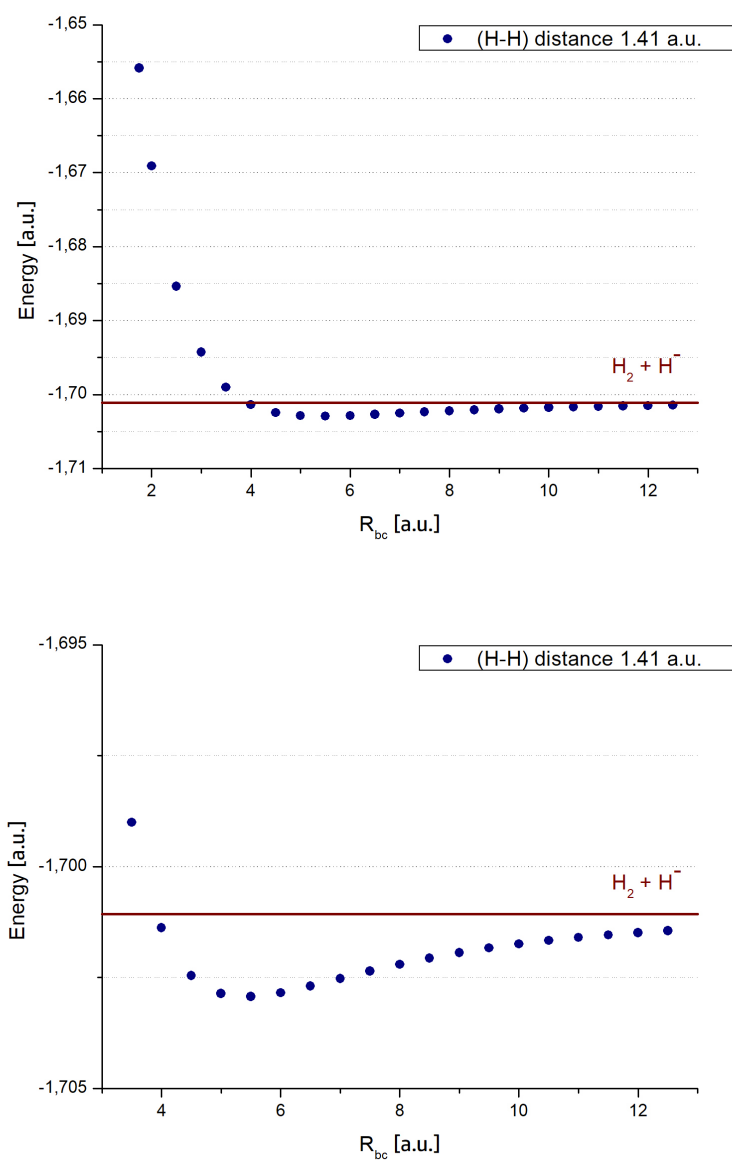 -1,65
(H-H) distance 1.41 a.u.
-1,66
-1,67
-1,68
-1,69
-1,70
-1,71
Energy [a.u.]
H₂ + H⁻
2 4 6 8 10 12
R_bc [a.u.]
-1,695
(H-H) distance 1.41 a.u.
-1,700
-1,705
Energy [a.u.]
H₂ + H⁻
4 6 8 10 12
R_bc [a.u.]